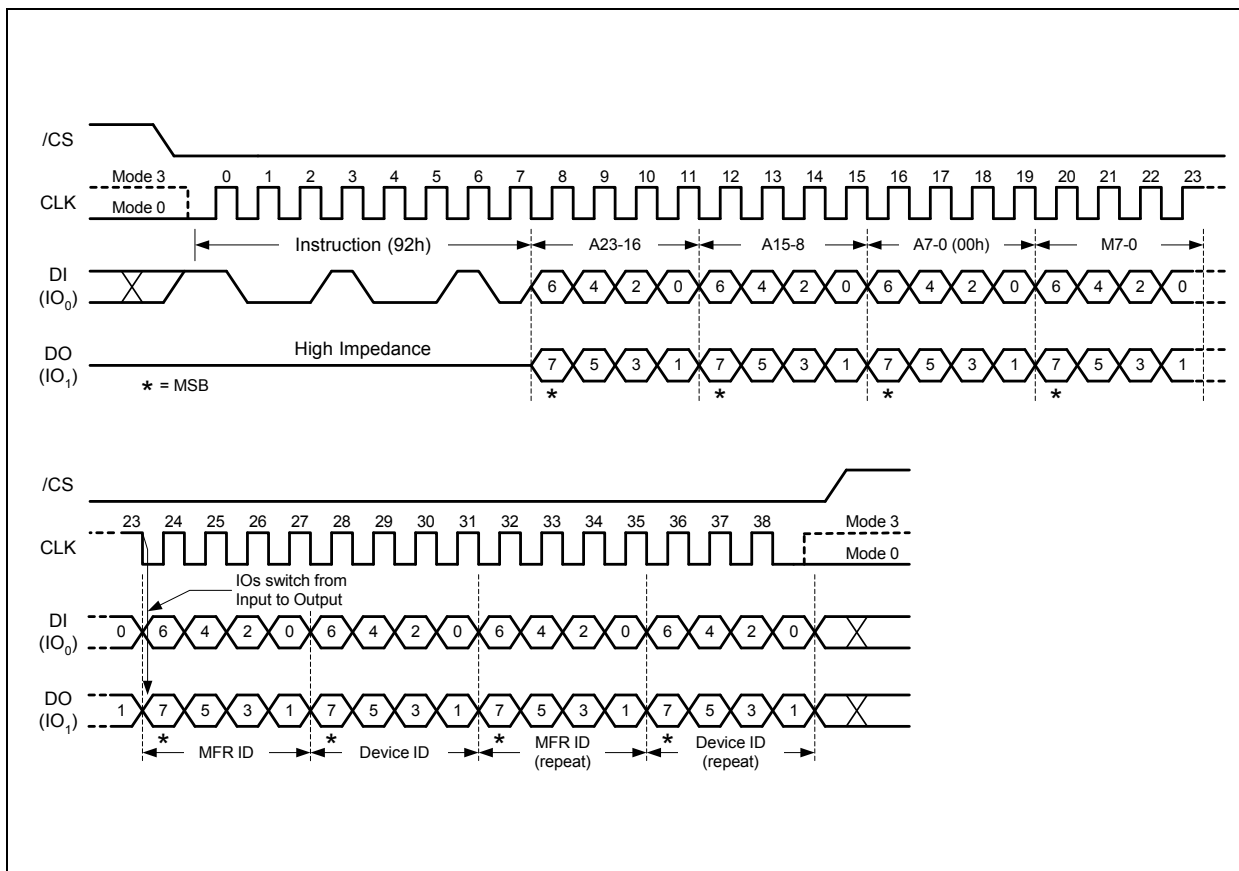 /CS
Mode 3 0 1 2 3 4 5 6 7 8 9 10 11 12 13 14 15 16 17 18 19 20 21 22 23
CLK
Mode 0
Instruction (92h) A23-16 A15-8 A7-0 (00h) M7-0
DI
(IO0) 6 4 2 0 6 4 2 0 6 4 2 0 6 4 2 0
High Impedance
DO
(IO1) 7 5 3 1 7 5 3 1 7 5 3 1 7 5 3 1
* = MSB * * * *
/CS
23 24 25 26 27 28 29 30 31 32 33 34 35 36 37 38 Mode 3
CLK
Mode 0
IOs switch from
Input to Output
DI
(IO0) 0 6 4 2 0 6 4 2 0 6 4 2 0 6 4 2 0
DO
(IO1) 1 7 5 3 1 7 5 3 1 7 5 3 1 7 5 3 1
* * * *
MFR ID Device ID MFR ID
(repeat) Device ID
(repeat)